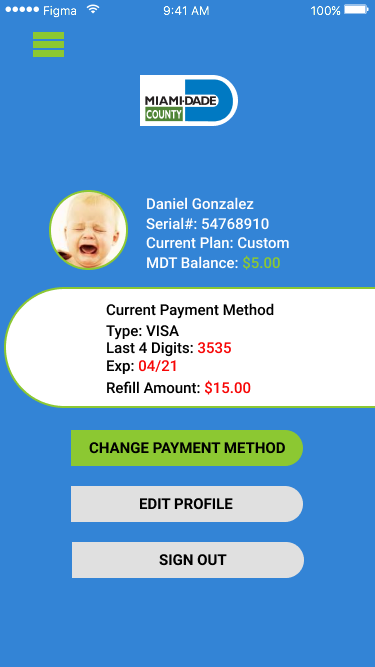 Figma 9:41 AM 100%
MIAMI-DADE
COUNTY
Daniel Gonzalez
Serial#: 54768910
Current Plan: Custom
MDT Balance: $5.00
Current Payment Method
Type: VISA
Last 4 Digits: 3535
Exp: 04/21
Refill Amount: $15.00
CHANGE PAYMENT METHOD
EDIT PROFILE
SIGN OUT